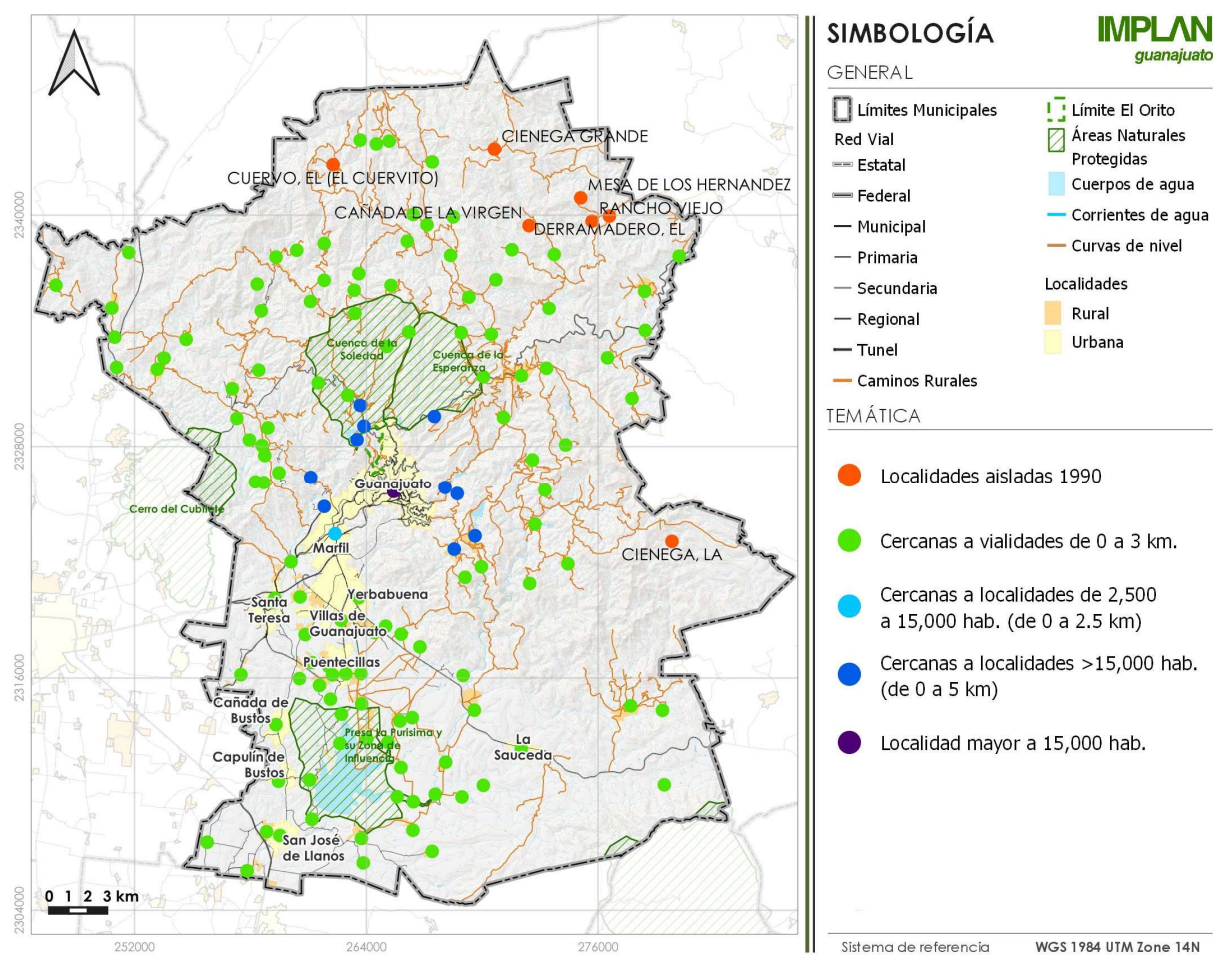 CIENEGA GRANDE
CUERVO, EL (EL CUERVITO)
MESA DE LOS HERNANDEZ
CAÑADA DE LA VIRGEN
RANCHO VIEJO
DERRAMADERO, EL
Cuenca de la
Soledad
Cuenca de la
Esperanza
Guanajuato
Cerro del Cubilete
Marfil
CIENEGA, LA
Yerbabuena
Santa
Teresa
Villas de
Guanajuato
Puentecillas
Cañada de
Bustos
Presa La Purisima y
su Zona de
Influencia
La
Sauceda
Capulín de
Bustos
San José
de Llanos
0 1 2 3 km
2340000
2328000
2316000
2304000
252000
264000
276000
SIMBOLOGÍA
IMPLAN
guanajuato
GENERAL
Límites Municipales
Red Vial
Estatal
Federal
Municipal
Primaria
Secundaria
Regional
Tunel
Caminos Rurales
Límite El Orito
Áreas Naturales
Protegidas
Cuerpos de agua
Corrientes de agua
Curvas de nivel
Localidades
Rural
Urbana
TEMÁTICA
Localidades aisladas 1990
Cercanas a vialidades de 0 a 3 km.
Cercanas a localidades de 2,500
a 15,000 hab. (de 0 a 2.5 km)
Cercanas a localidades >15,000 hab.
(de 0 a 5 km)
Localidad mayor a 15,000 hab.
Sistema de referencia
WGS 1984 UTM Zone 14N